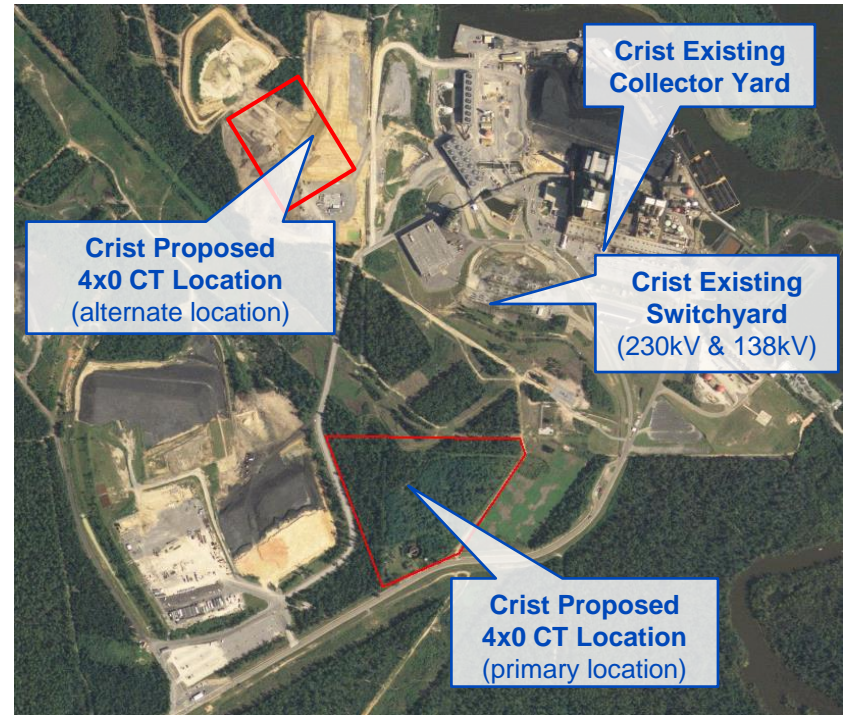 Crist Existing
Collector Yard
Crist Proposed
4x0 CT Location
(alternate location)
Crist Existing
Switchyard
(230kV & 138kV)
Crist Proposed
4x0 CT Location
(primary location)